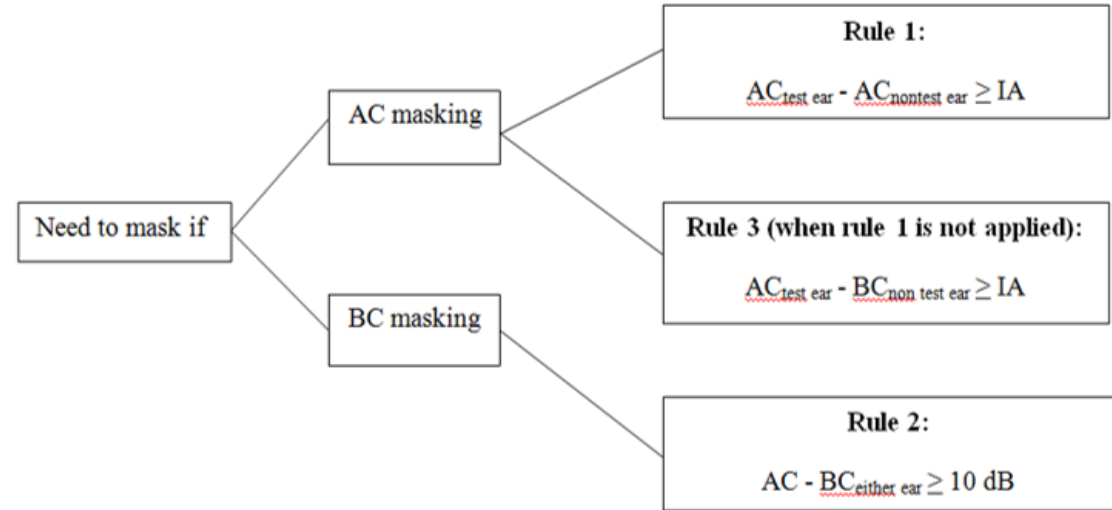 Need to mask if
AC masking
BC masking
Rule 1:
ACtest ear - ACnontest ear ≥ IA
Rule 3 (when rule 1 is not applied):
ACtest ear - BCnon test ear ≥ IA
Rule 2:
AC - BCeither ear ≥ 10 dB